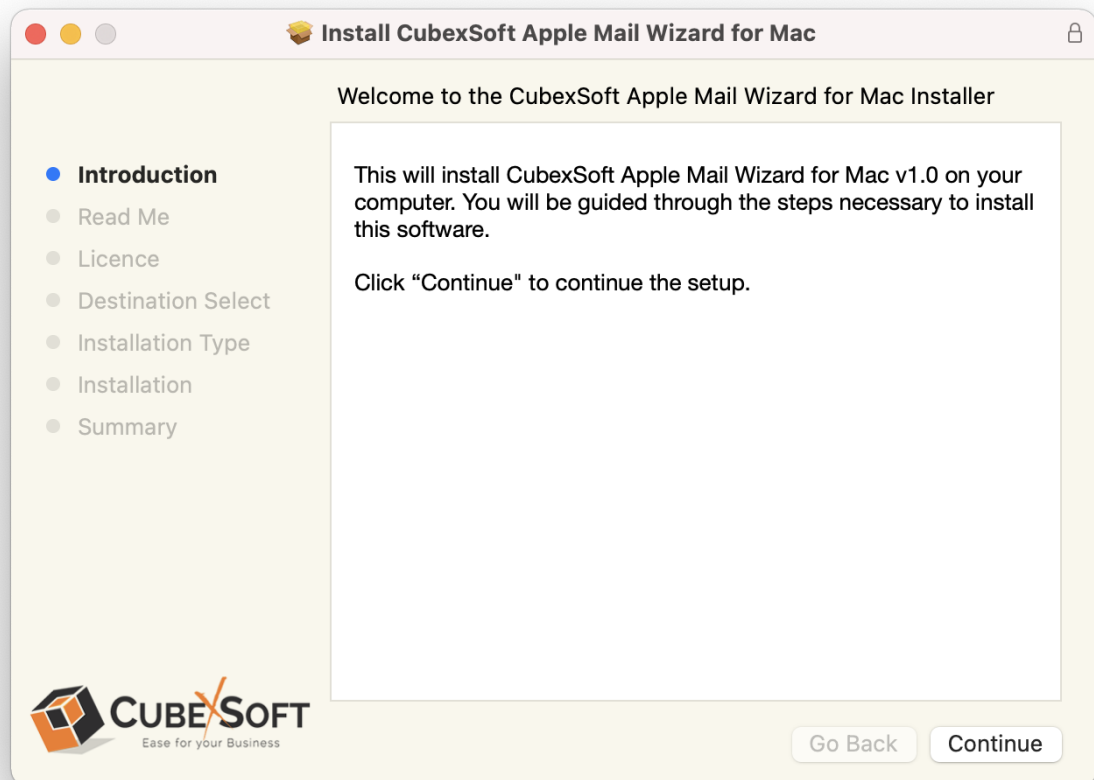 Install CubexSoft Apple Mail Wizard for Mac
Welcome to the CubexSoft Apple Mail Wizard for Mac Installer
Introduction
Read Me
Licence
Destination Select
Installation Type
Installation
Summary
This will install CubexSoft Apple Mail Wizard for Mac v1.0 on your
computer. You will be guided through the steps necessary to install
this software.
Click “Continue" to continue the setup.
CUBEXSOFT
Ease for your Business
Go Back
Continue